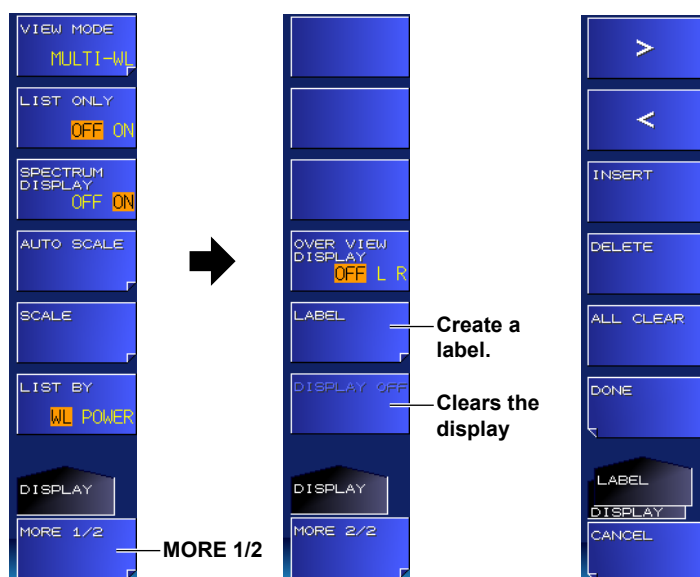 VIEW MODE
MULTI-WL
LIST ONLY
OFF ON
SPECTRUM
DISPLAY
OFF ON
AUTO SCALE
SCALE
LIST BY
WL POWER
DISPLAY
MORE 1/2
MORE 1/2
OVER VIEW
DISPLAY
OFF L R
LABEL
Create a
label.
DISPLAY OFF
Clears the
display
DISPLAY
MORE 2/2
>
<
INSERT
DELETE
ALL CLEAR
DONE
LABEL
DISPLAY
CANCEL